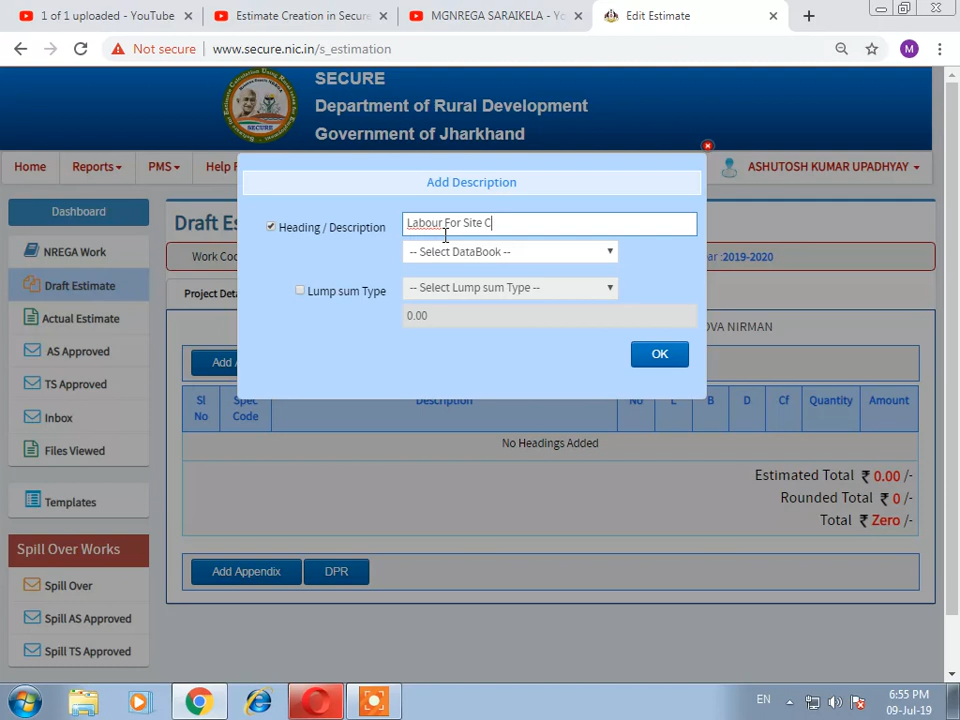 1 of 1 uploaded - YouTube
Estimate Creation in Secure
MGNREGA SARAIKELA - Yo
Edit Estimate
Not secure
www.secure.nic.in/s_estimation
M
SECURE
Department of Rural Development
Government of Jharkhand
Home
Reports
PMS
Help
ASHUTOSH KUMAR UPADHYAY
Add Description
Heading / Description
Labour For Site C
-- Select DataBook --
Lump sum Type
-- Select Lump sum Type --
0.00
OK
Dashboard
NREGA Work
Draft Estimate
Actual Estimate
AS Approved
TS Approved
Inbox
Files Viewed
Templates
Spill Over Works
Spill Over
Spill AS Approved
Spill TS Approved
Draft
Work Co
ar :2019-2020
Project Deta
OVA NIRMAN
Add
Sl No
Spec Code
Description
No
L
B
D
Cf
Quantity
Amount
No Headings Added
Estimated Total ₹ 0.00 /-
Rounded Total ₹ 0 /-
Total ₹ Zero /-
Add Appendix
DPR
EN
6:55 PM
09-Jul-19